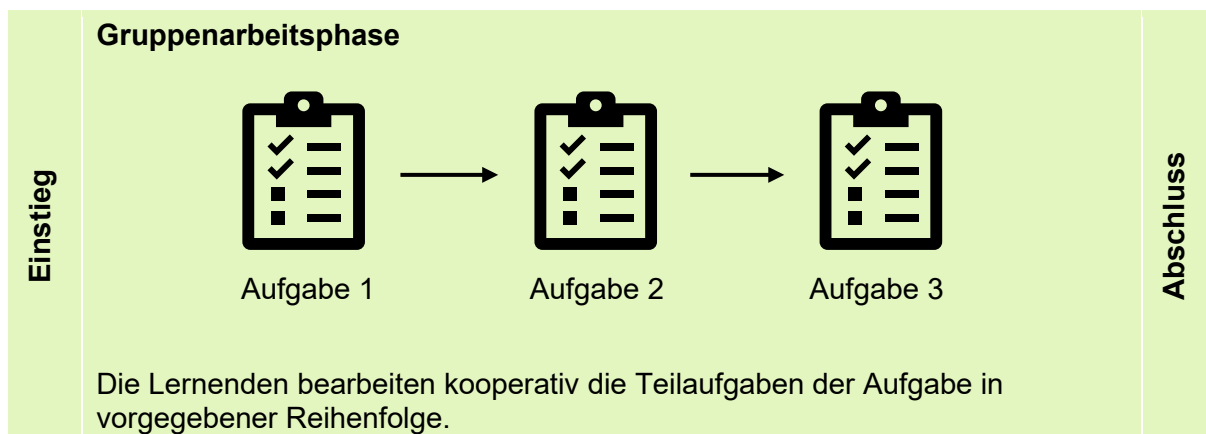 Einstieg
Gruppenarbeitsphase
Aufgabe 1
Aufgabe 2
Aufgabe 3
Die Lernenden bearbeiten kooperativ die Teilaufgaben der Aufgabe in
vorgegebener Reihenfolge.
Abschluss